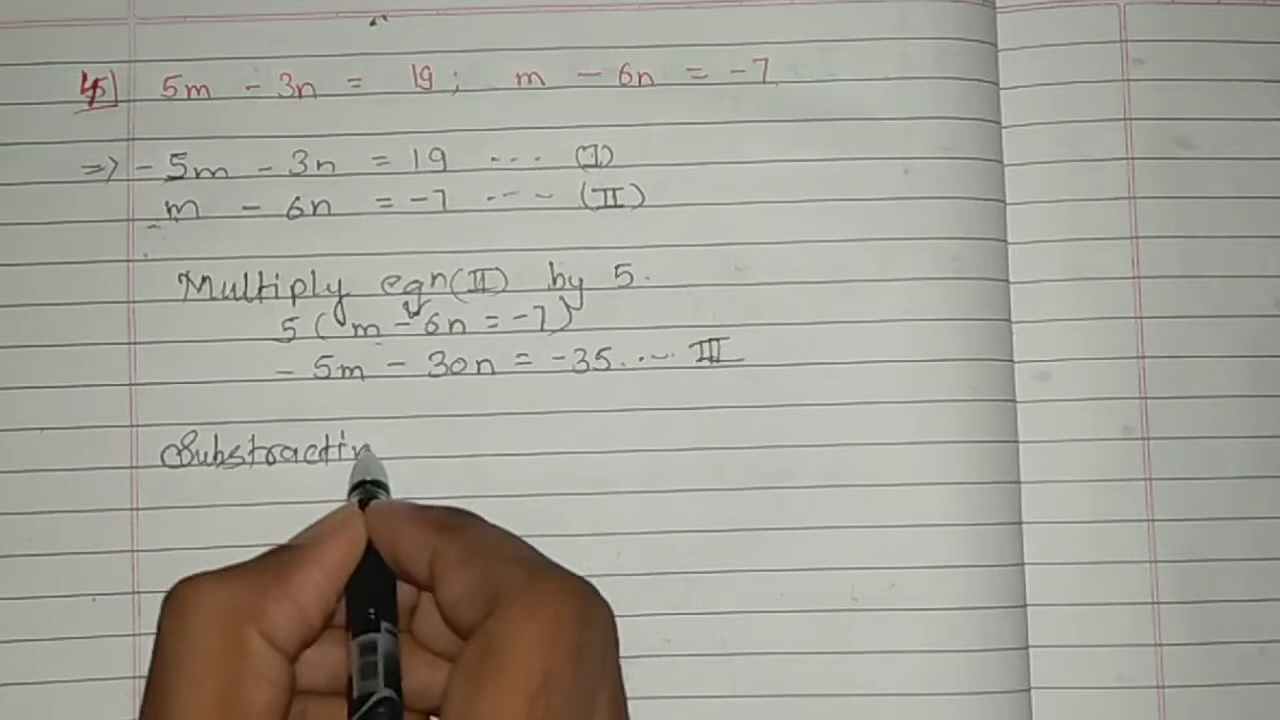 4] 5m - 3n = 19 ; m - 6n = -7
=> - 5m - 3n = 19 ... (I)
- m - 6n = -7 ... (II)
Multiply eqn (II) by 5.
5 ( m - 6n = -7 )
- 5m - 30n = -35 ... III
Substractin